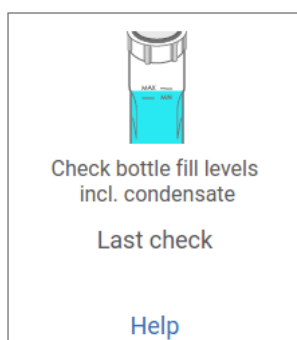 MAX
MIN
Check bottle fill levels
incl. condensate
Last check
Help